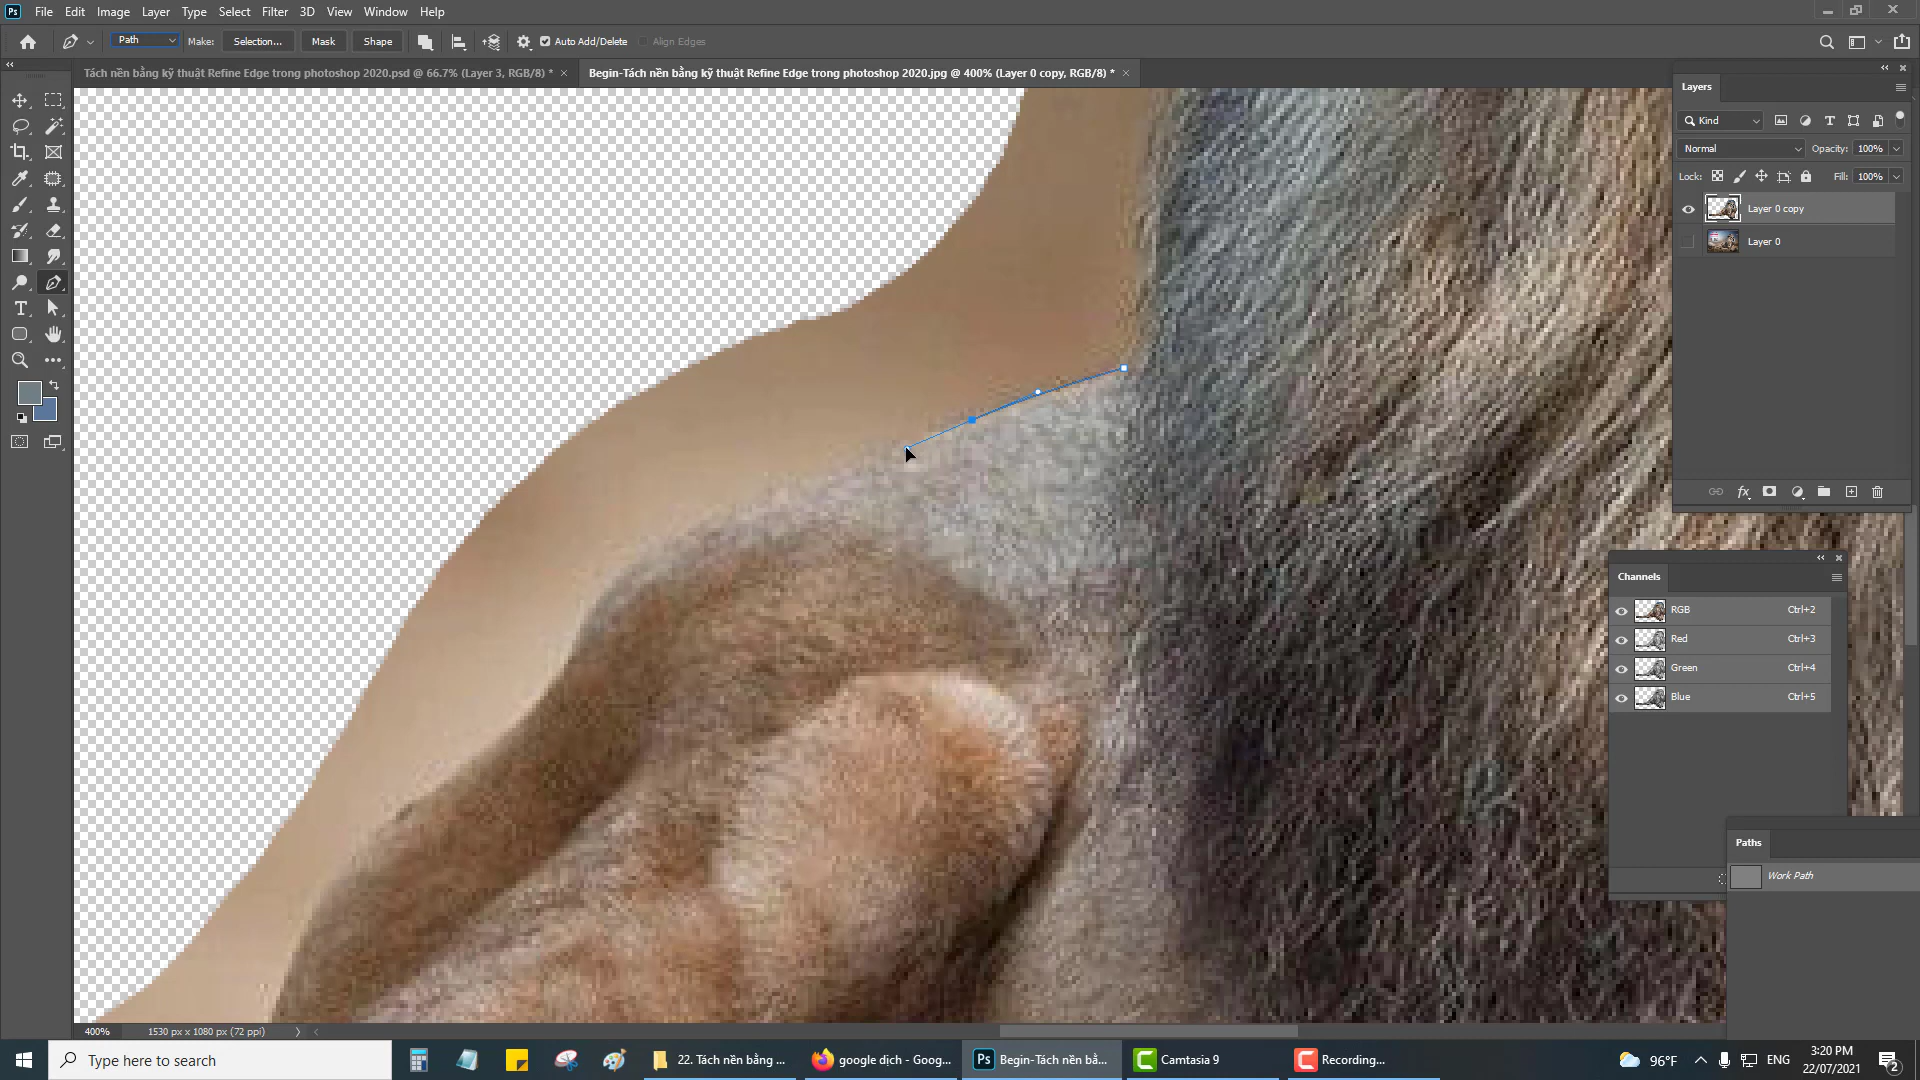 Ps File Edit Image Layer Type Select Filter 3D View Window Help
Path Make: Selection... Mask Shape Auto Add/Delete Align Edges
Tách nền bằng kỹ thuật Refine Edge trong photoshop 2020.psd @ 66.7% (Layer 3, RGB/8) *
Begin-Tách nền bằng kỹ thuật Refine Edge trong photoshop 2020.jpg @ 400% (Layer 0 copy, RGB/8) *
Layers
Kind
Normal Opacity: 100%
Lock: Fill: 100%
Layer 0 copy
Layer 0
fx
Channels
RGB Ctrl+2
Red Ctrl+3
Green Ctrl+4
Blue Ctrl+5
Paths
Work Path
400% 1530 px x 1080 px (72 ppi)
Type here to search
22. Tách nền bằng ...
google dịch - Goog...
Ps Begin-Tách nền bằ...
Camtasia 9
Recording...
96°F
ENG
3:20 PM
22/07/2021
2